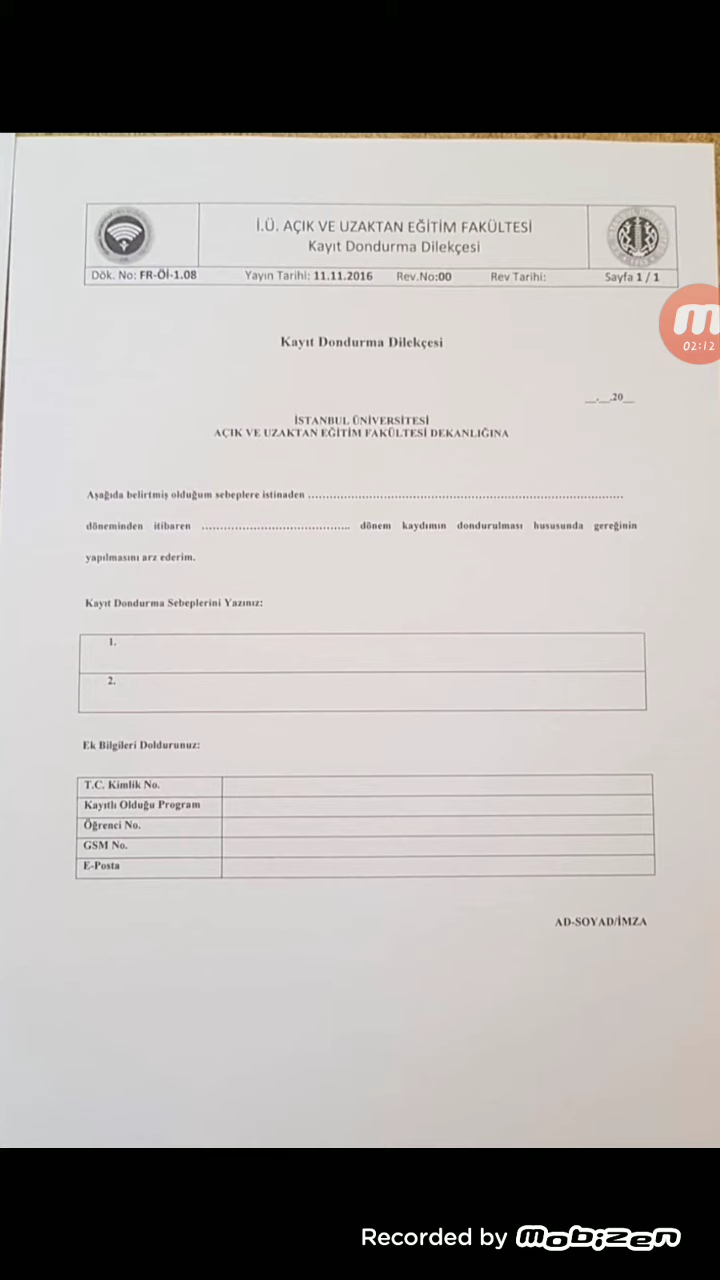 İ.Ü. AÇIK VE UZAKTAN EĞİTİM FAKÜLTESİ
Kayıt Dondurma Dilekçesi
Dök. No: FR-Öİ-1.08 Yayın Tarihi: 11.11.2016 Rev.No:00 Rev Tarihi: Sayfa 1 / 1
02:12
Kayıt Dondurma Dilekçesi
__.__.20__
İSTANBUL ÜNİVERSİTESİ
AÇIK VE UZAKTAN EĞİTİM FAKÜLTESİ DEKANLIĞINA
Aşağıda belirtmiş olduğum sebeplere istinaden ........................................................................
döneminden itibaren ....................................... dönem kaydımın dondurulması hususunda gereğinin
yapılmasını arz ederim.
Kayıt Dondurma Sebeplerini Yazınız:
1.
2.
Ek Bilgileri Doldurunuz:
T.C. Kimlik No.
Kayıtlı Olduğu Program
Öğrenci No.
GSM No.
E-Posta
AD-SOYAD/İMZA
Recorded by mobizen